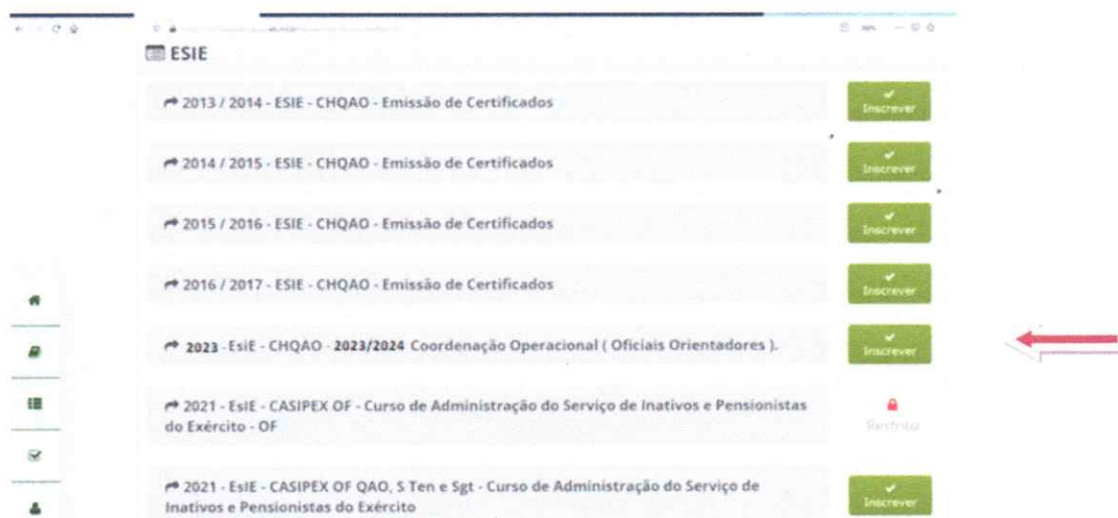 ESIE
2013 / 2014 - ESIE - CHQAO - Emissão de Certificados
Inscrever
2014 / 2015 - ESIE - CHQAO - Emissão de Certificados
Inscrever
2015 / 2016 - ESIE - CHQAO - Emissão de Certificados
Inscrever
2016 / 2017 - ESIE - CHQAO - Emissão de Certificados
Inscrever
2023 - EsiE - CHQAO - 2023/2024 Coordenação Operacional ( Oficiais Orientadores ).
Inscrever
2021 - EsIE - CASIPEX OF - Curso de Administração do Serviço de Inativos e Pensionistas
do Exército - OF
Restrito
2021 - EsIE - CASIPEX OF QAO, S Ten e Sgt - Curso de Administração do Serviço de
Inativos e Pensionistas do Exército
Inscrever